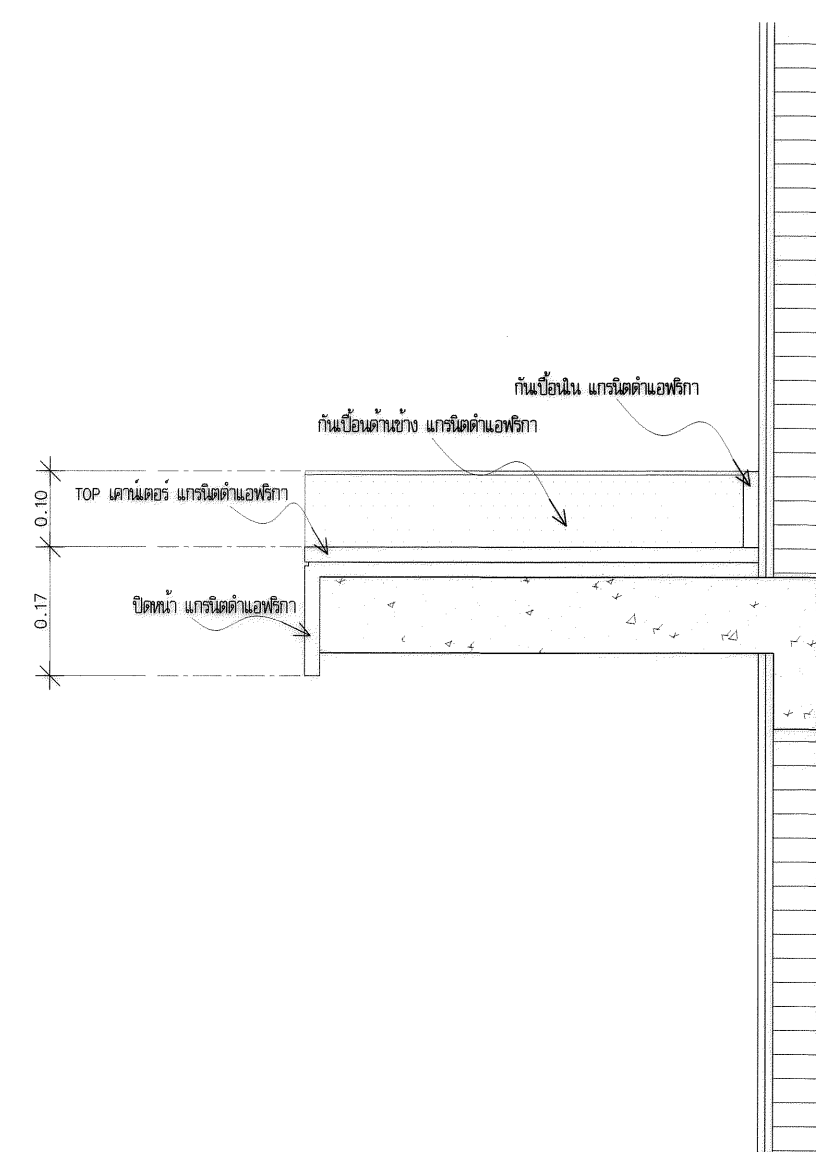 กันเปื้อนใน แกรนิตดำแอฟริกา
กันเปื้อนด้านข้าง แกรนิตดำแอฟริกา
TOP เคาน์เตอร์ แกรนิตดำแอฟริกา
0.10
ปิดหน้า แกรนิตดำแอฟริกา
0.17